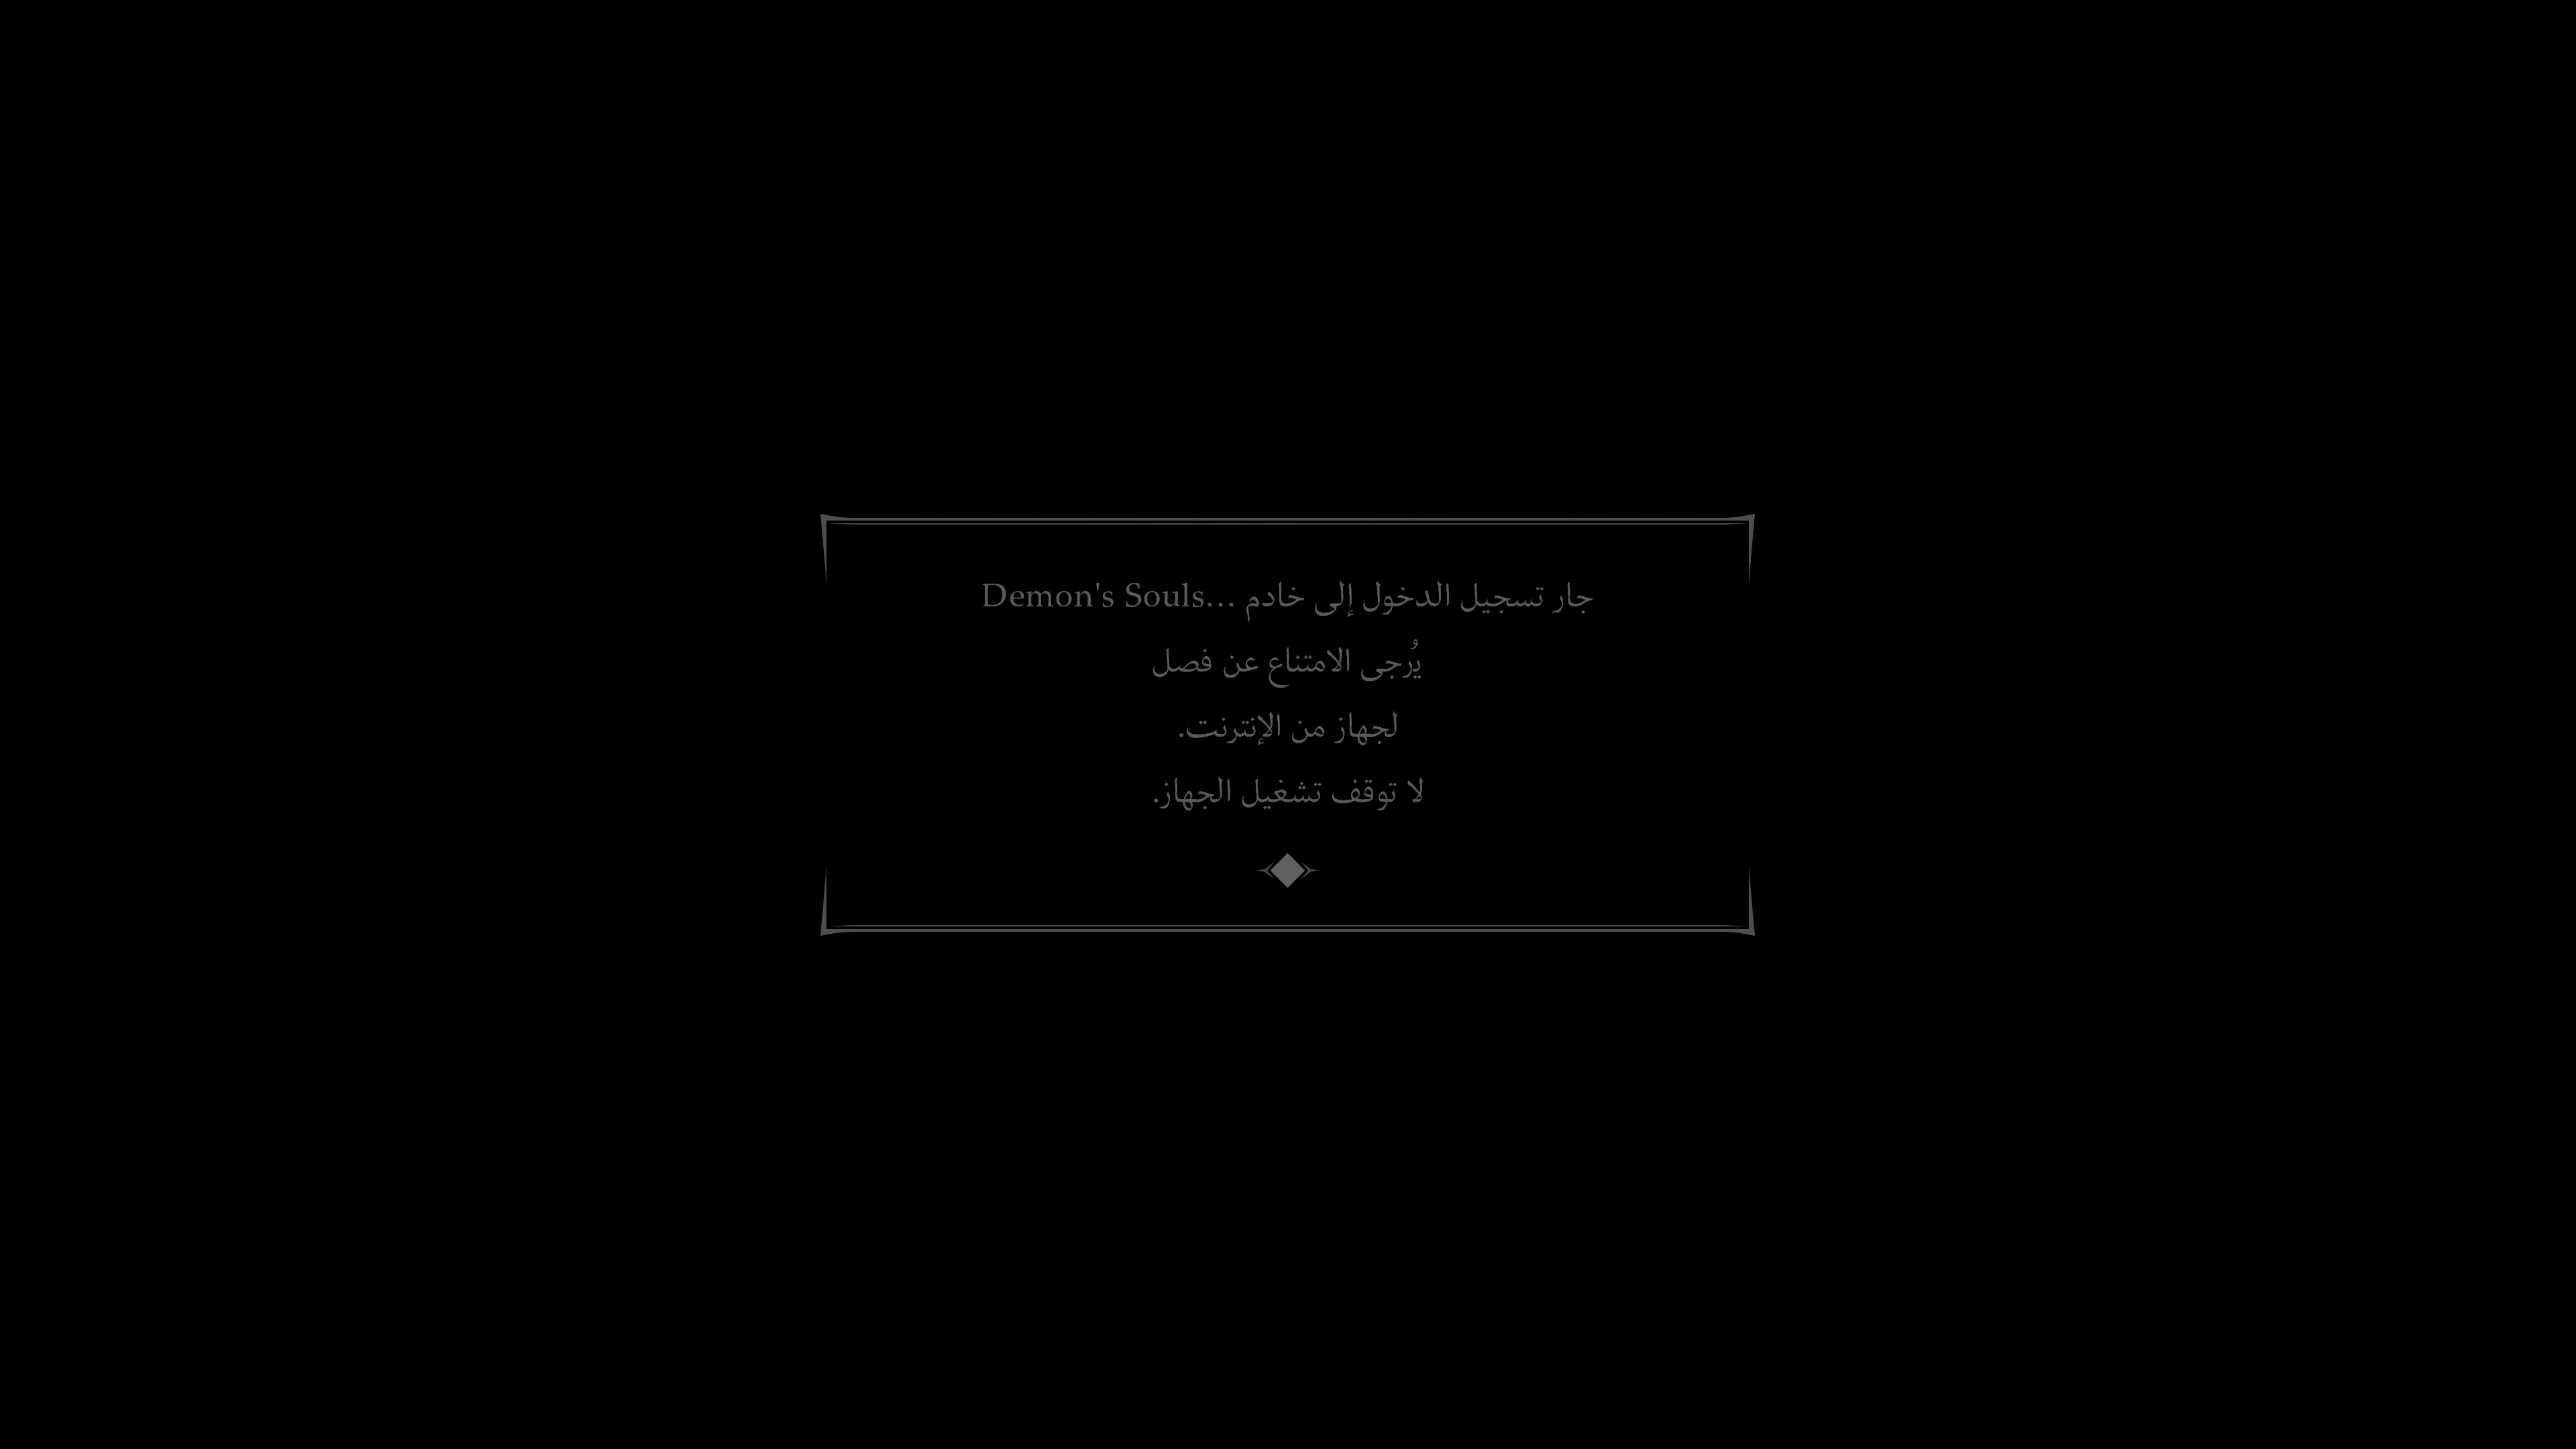 جار تسجيل الدخول إلى خادم Demon's Souls...
يُرجى الامتناع عن فصل
لجهاز من الإنترنت.
لا توقف تشغيل الجهاز.